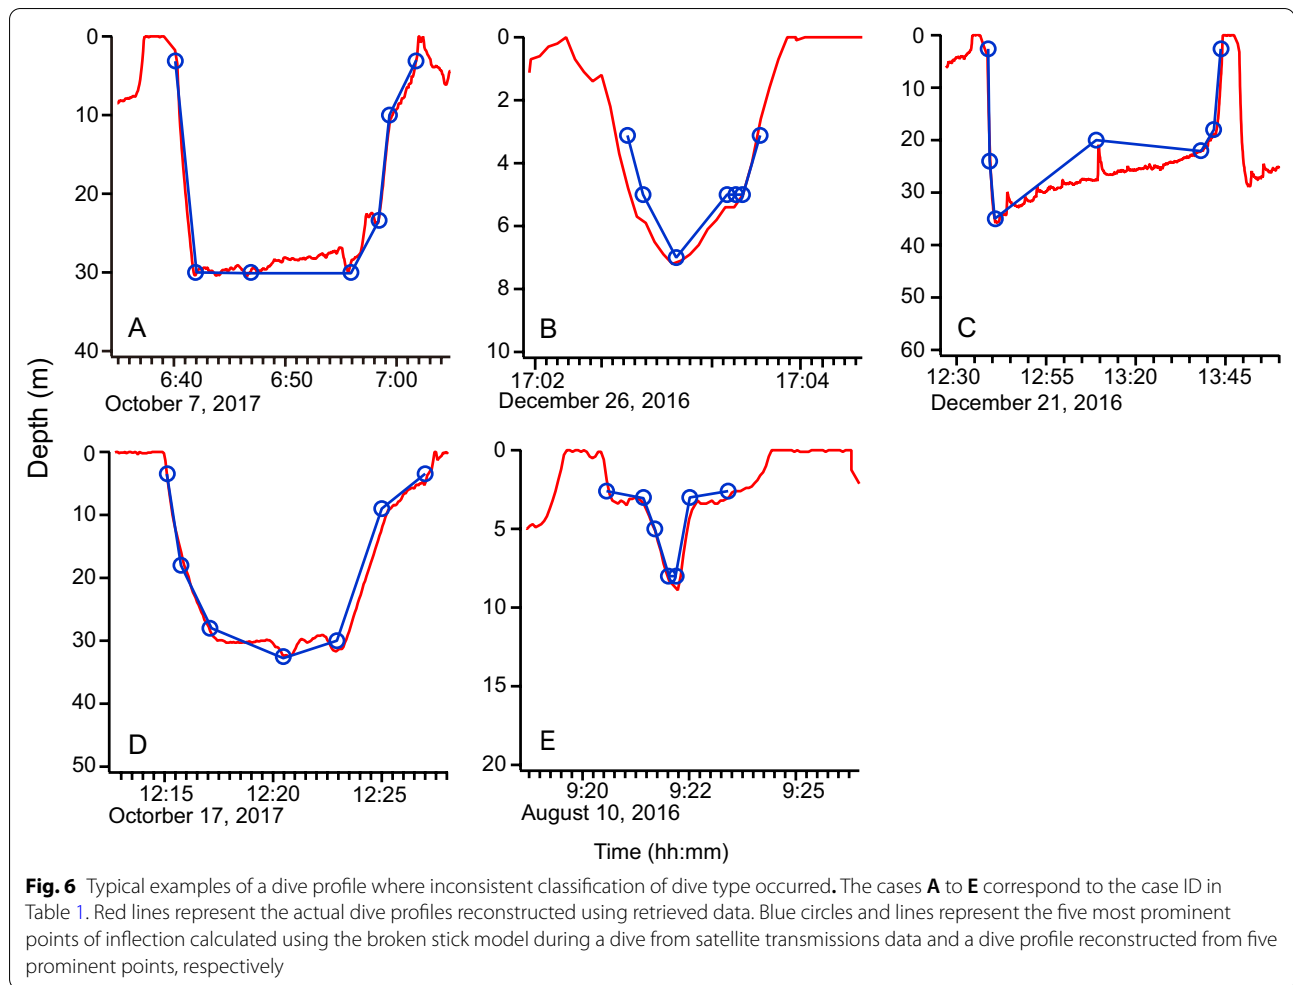 0
10
20
30
40
A
6:40 6:50 7:00
October 7, 2017
0
2
4
6
8
10
B
17:02 17:04
December 26, 2016
0
10
20
30
40
50
60
C
12:30 12:55 13:20 13:45
December 21, 2016
Depth (m)
0
10
20
30
40
50
D
12:15 12:20 12:25
Octorber 17, 2017
0
5
10
15
20
E
9:20 9:22 9:25
August 10, 2016
Time (hh:mm)
Fig. 6 Typical examples of a dive profile where inconsistent classification of dive type occurred. The cases A to E correspond to the case ID in
Table 1. Red lines represent the actual dive profiles reconstructed using retrieved data. Blue circles and lines represent the five most prominent
points of inflection calculated using the broken stick model during a dive from satellite transmissions data and a dive profile reconstructed from five
prominent points, respectively